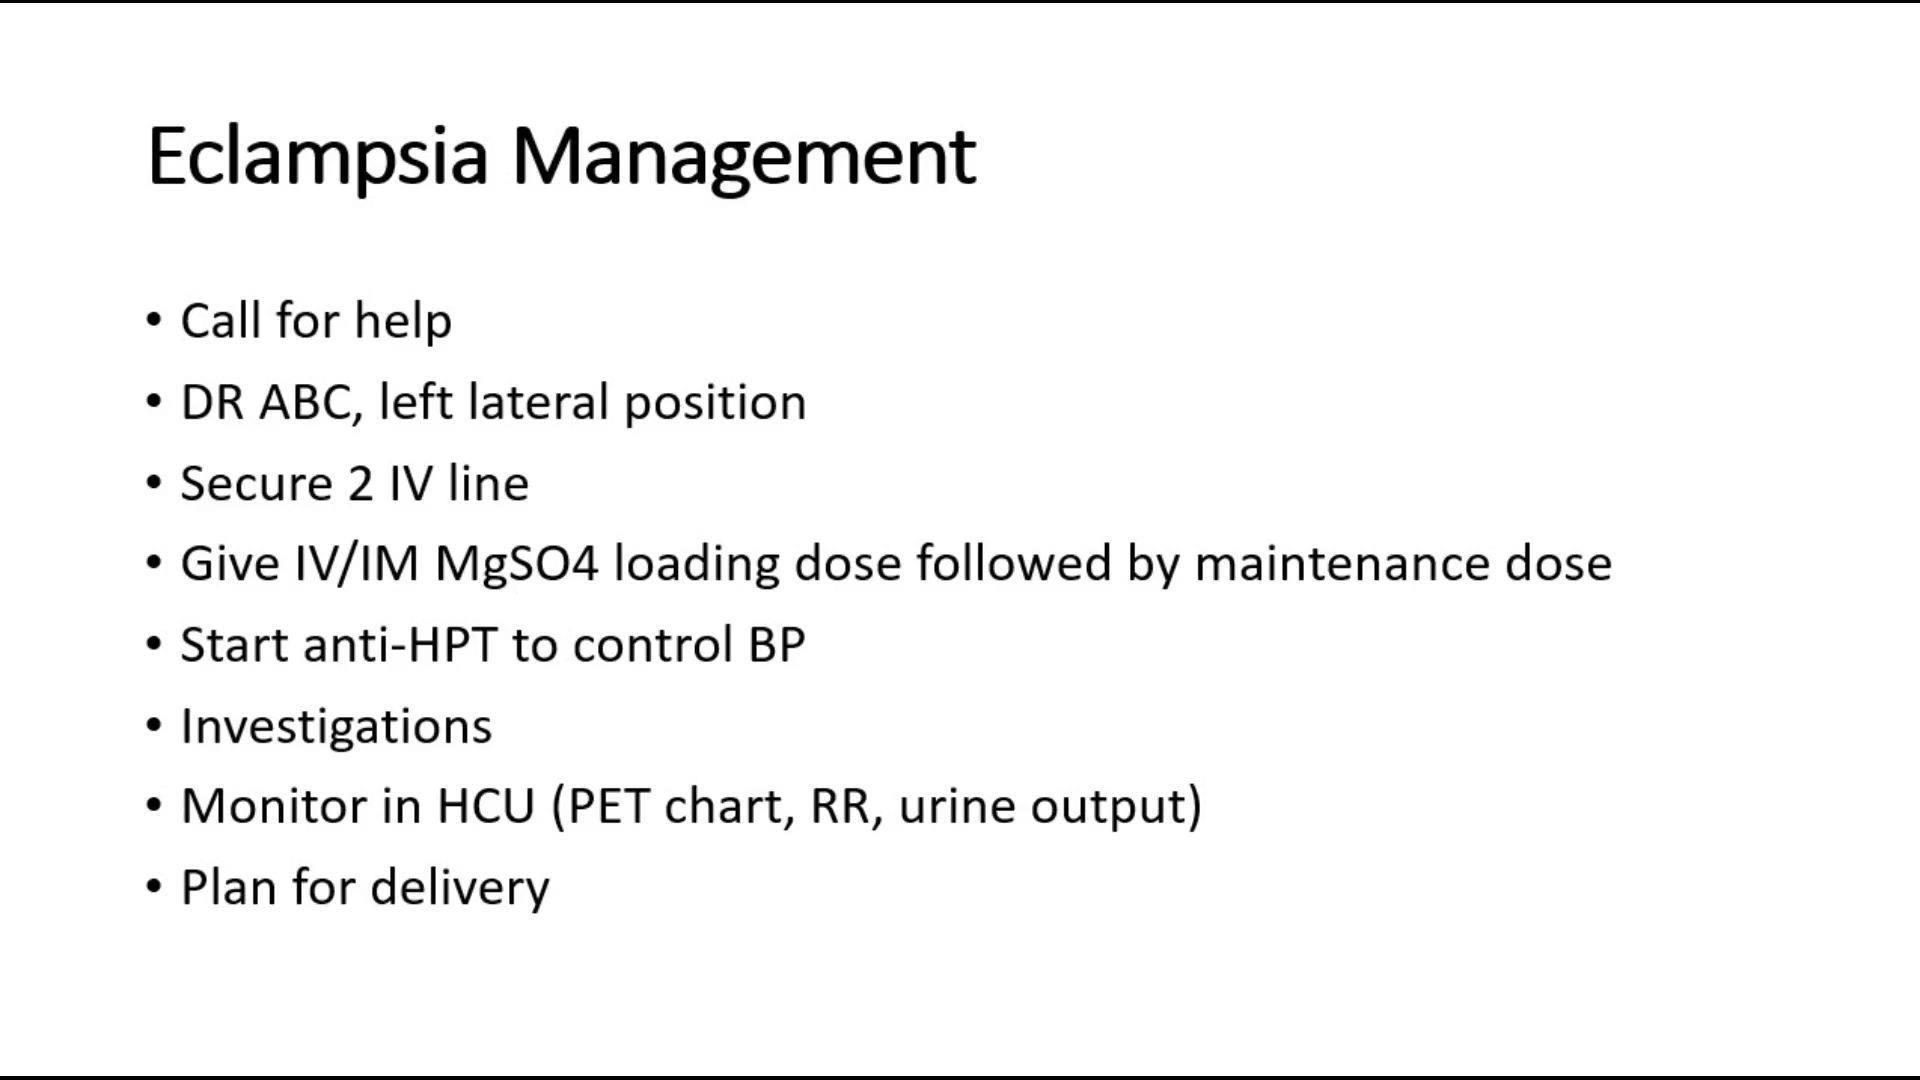 Eclampsia Management
• Call for help
• DR ABC, left lateral position
• Secure 2 IV line
• Give IV/IM MgSO4 loading dose followed by maintenance dose
• Start anti-HPT to control BP
• Investigations
• Monitor in HCU (PET chart, RR, urine output)
• Plan for delivery